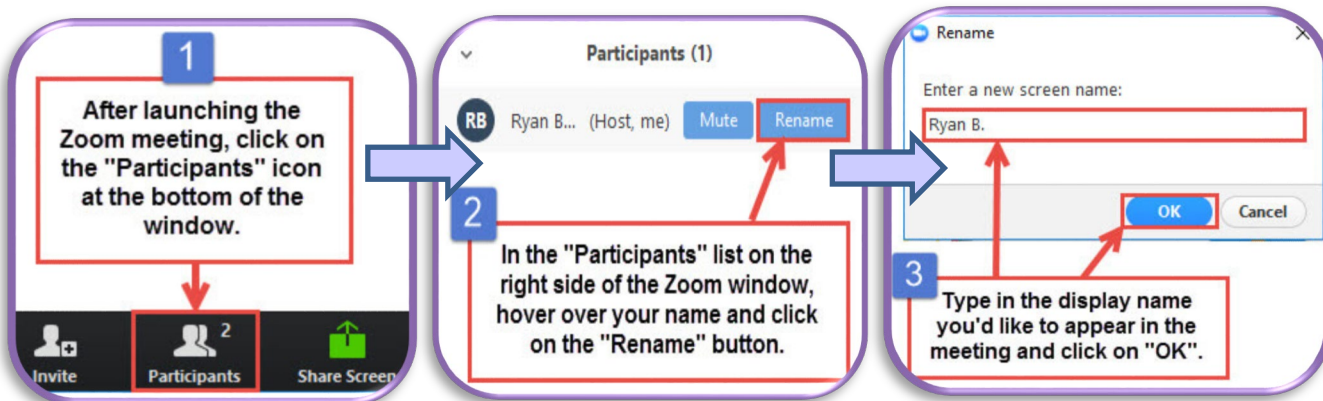 1
After launching the
Zoom meeting, click on
the "Participants" icon
at the bottom of the
window.
2
Invite
Participants
Share Screen
Participants (1)
RB Ryan B... (Host, me) Mute Rename
2
In the "Participants" list on the
right side of the Zoom window,
hover over your name and click
on the "Rename" button.
Rename
Enter a new screen name:
Ryan B.
OK Cancel
3
Type in the display name
you'd like to appear in the
meeting and click on "OK".